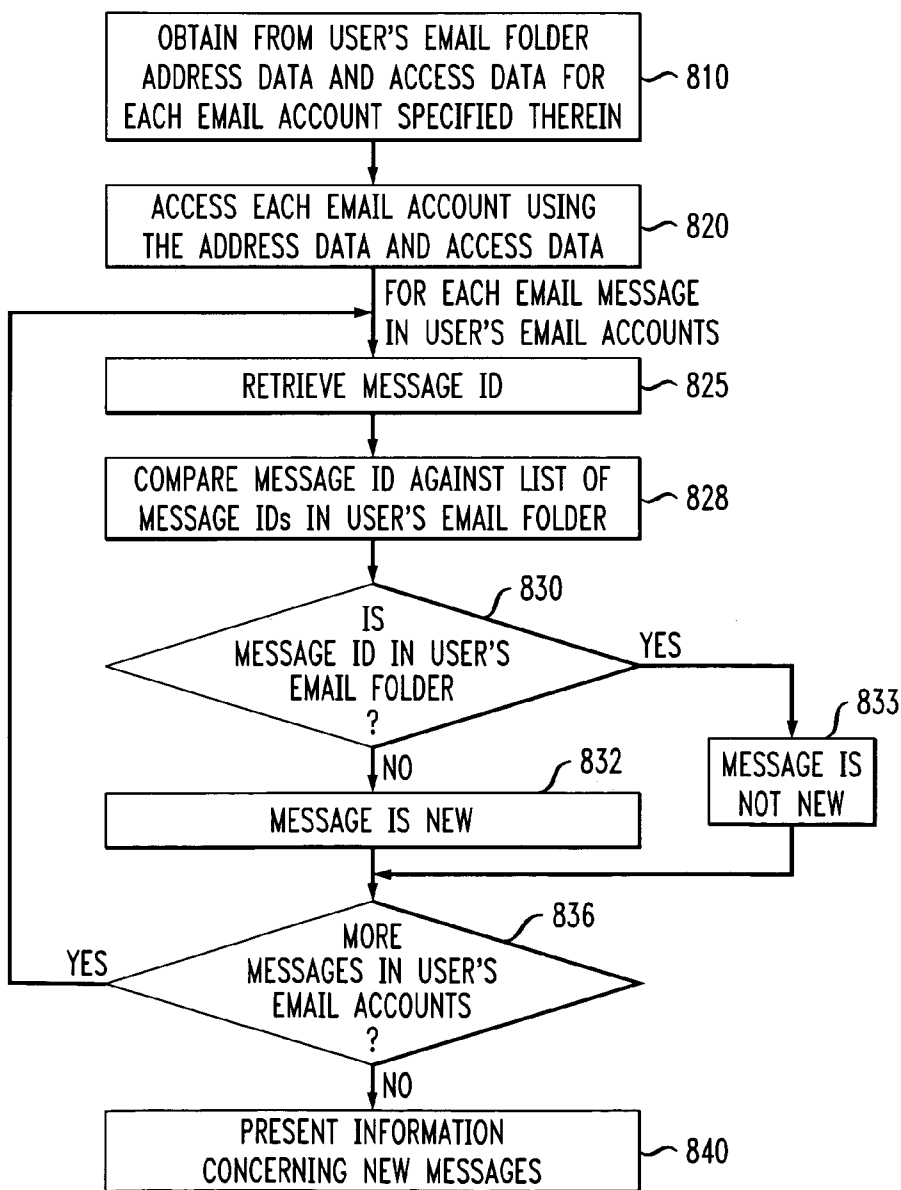 OBTAIN FROM USER'S EMAIL FOLDER
ADDRESS DATA AND ACCESS DATA FOR
EACH EMAIL ACCOUNT SPECIFIED THEREIN
810
ACCESS EACH EMAIL ACCOUNT USING
THE ADDRESS DATA AND ACCESS DATA
820
FOR EACH EMAIL MESSAGE
IN USER'S EMAIL ACCOUNTS
RETRIEVE MESSAGE ID
825
COMPARE MESSAGE ID AGAINST LIST OF
MESSAGE IDs IN USER'S EMAIL FOLDER
828
830
IS
MESSAGE ID IN USER'S
EMAIL FOLDER
?
YES
833
MESSAGE IS
NOT NEW
NO
832
MESSAGE IS NEW
836
MORE
MESSAGES IN USER'S
EMAIL ACCOUNTS
?
YES
NO
PRESENT INFORMATION
CONCERNING NEW MESSAGES
840